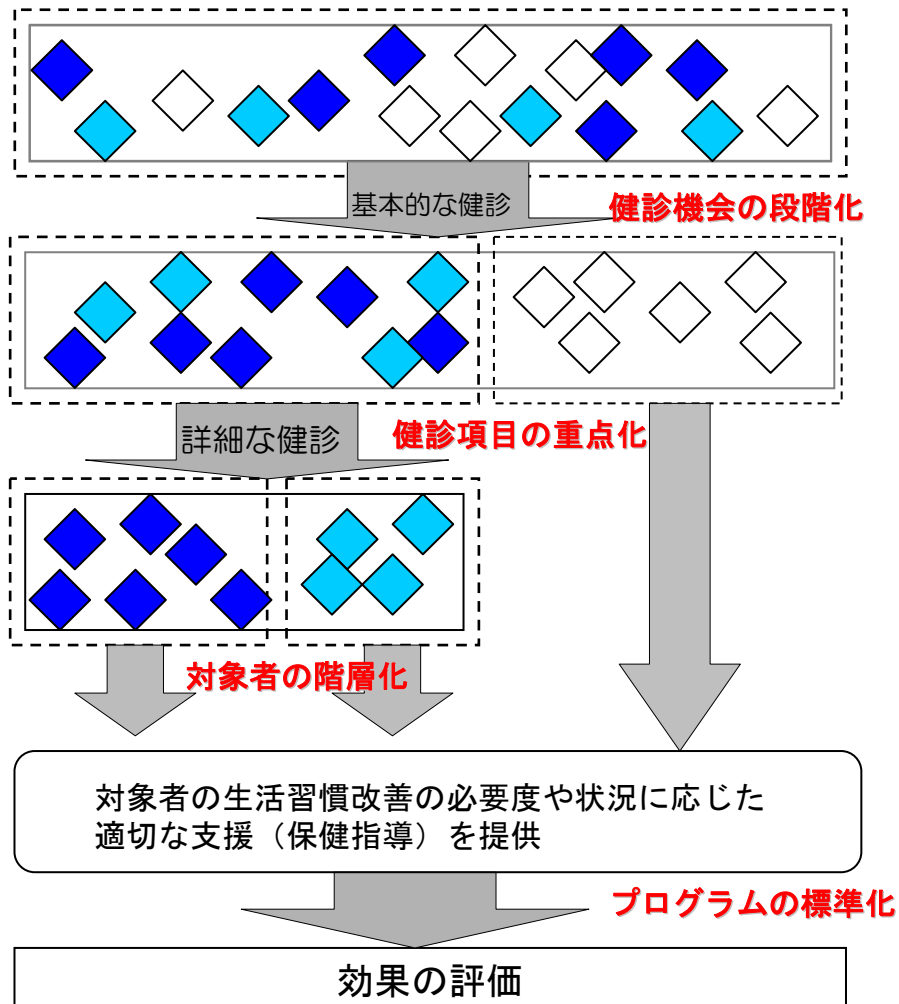 基本的な健診
健診機会の段階化
詳細な健診
健診項目の重点化
対象者の階層化
対象者の生活習慣改善の必要度や状況に応じた
適切な支援（保健指導）を提供
プログラムの標準化
効果の評価